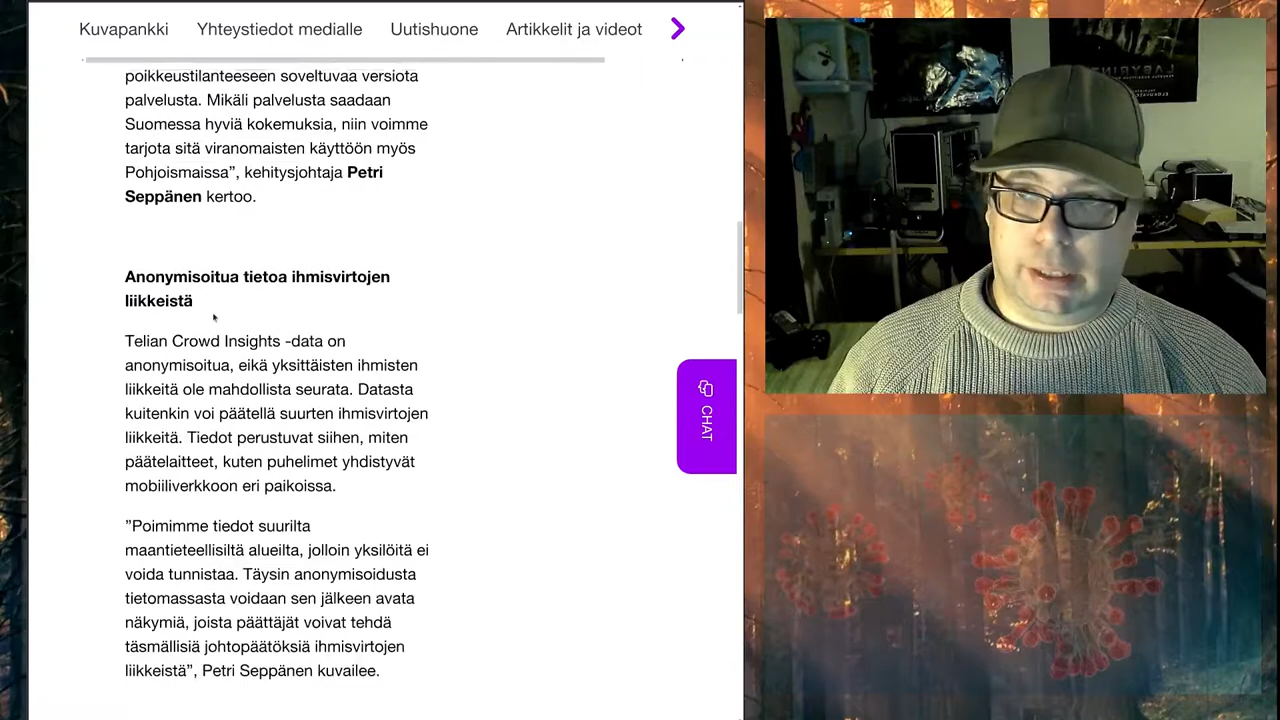 Kuvapankki
Yhteystiedot medialle
Uutishuone
Artikkelit ja videot
poikkeustilanteeseen soveltuvaa versiota
palvelusta. Mikäli palvelusta saadaan
Suomessa hyviä kokemuksia, niin voimme
tarjota sitä viranomaisten käyttöön myös
Pohjoismaissa”, kehitysjohtaja Petri
Seppänen kertoo.
Anonymisoitua tietoa ihmisvirtojen
liikkeistä
Telian Crowd Insights -data on
anonymisoitua, eikä yksittäisten ihmisten
liikkeitä ole mahdollista seurata. Datasta
kuitenkin voi päätellä suurten ihmisvirtojen
liikkeitä. Tiedot perustuvat siihen, miten
päätelaitteet, kuten puhelimet yhdistyvät
mobiiliverkkoon eri paikoissa.
”Poimimme tiedot suurilta
maantieteellisiltä alueilta, jolloin yksilöitä ei
voida tunnistaa. Täysin anonymisoidusta
tietomassasta voidaan sen jälkeen avata
näkymiä, joista päättäjät voivat tehdä
täsmällisiä johtopäätöksiä ihmisvirtojen
liikkeistä”, Petri Seppänen kuvailee.
CHAT